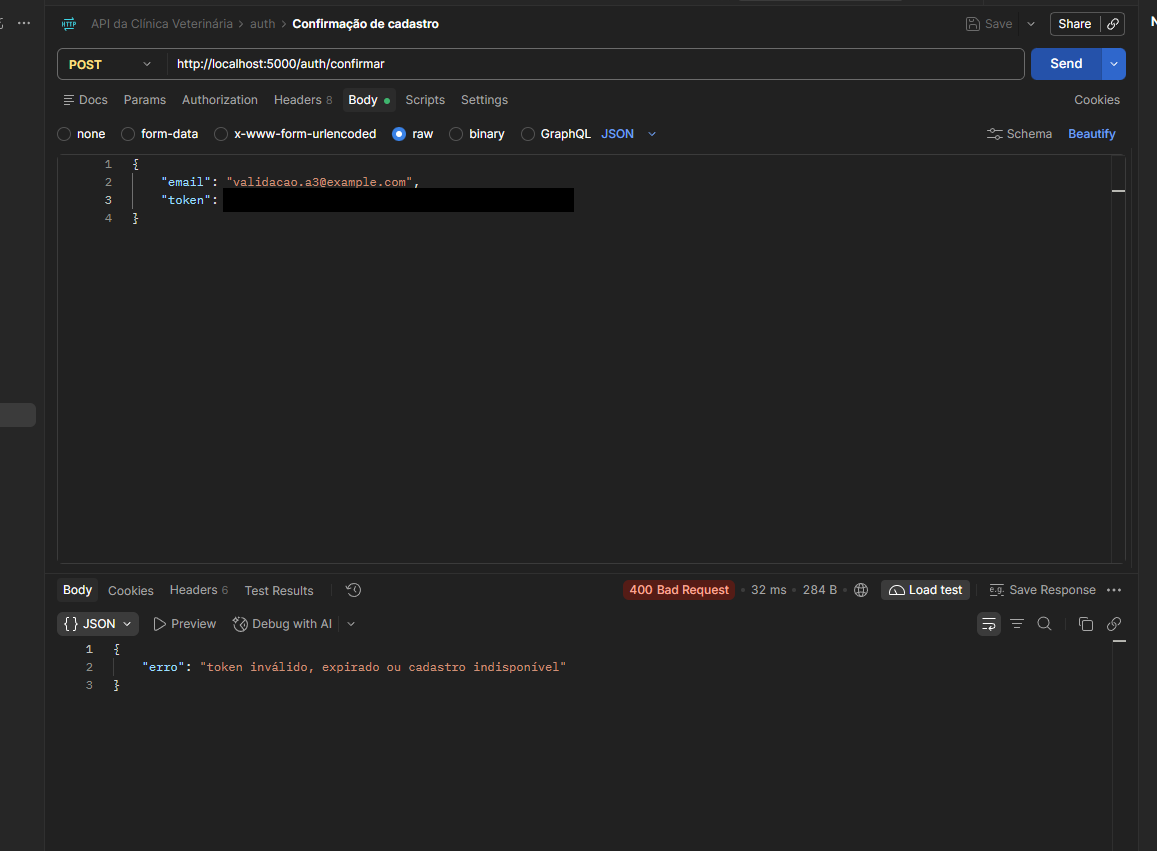 API da Clínica Veterinária > auth > Confirmação de cadastro
Save
Share
POST
http://localhost:5000/auth/confirmar
Send
Docs Params Authorization Headers 8 Body Scripts Settings
Cookies
none form-data x-www-form-urlencoded raw binary GraphQL JSON
Schema Beautify
1 {
2 "email": "validacao.a3@example.com",
3 "token":
4 }
Body Cookies Headers 6 Test Results
400 Bad Request • 32 ms • 284 B
Load test
e.g. Save Response
{} JSON
Preview
Debug with AI
1 {
2 "erro": "token inválido, expirado ou cadastro indisponível"
3 }